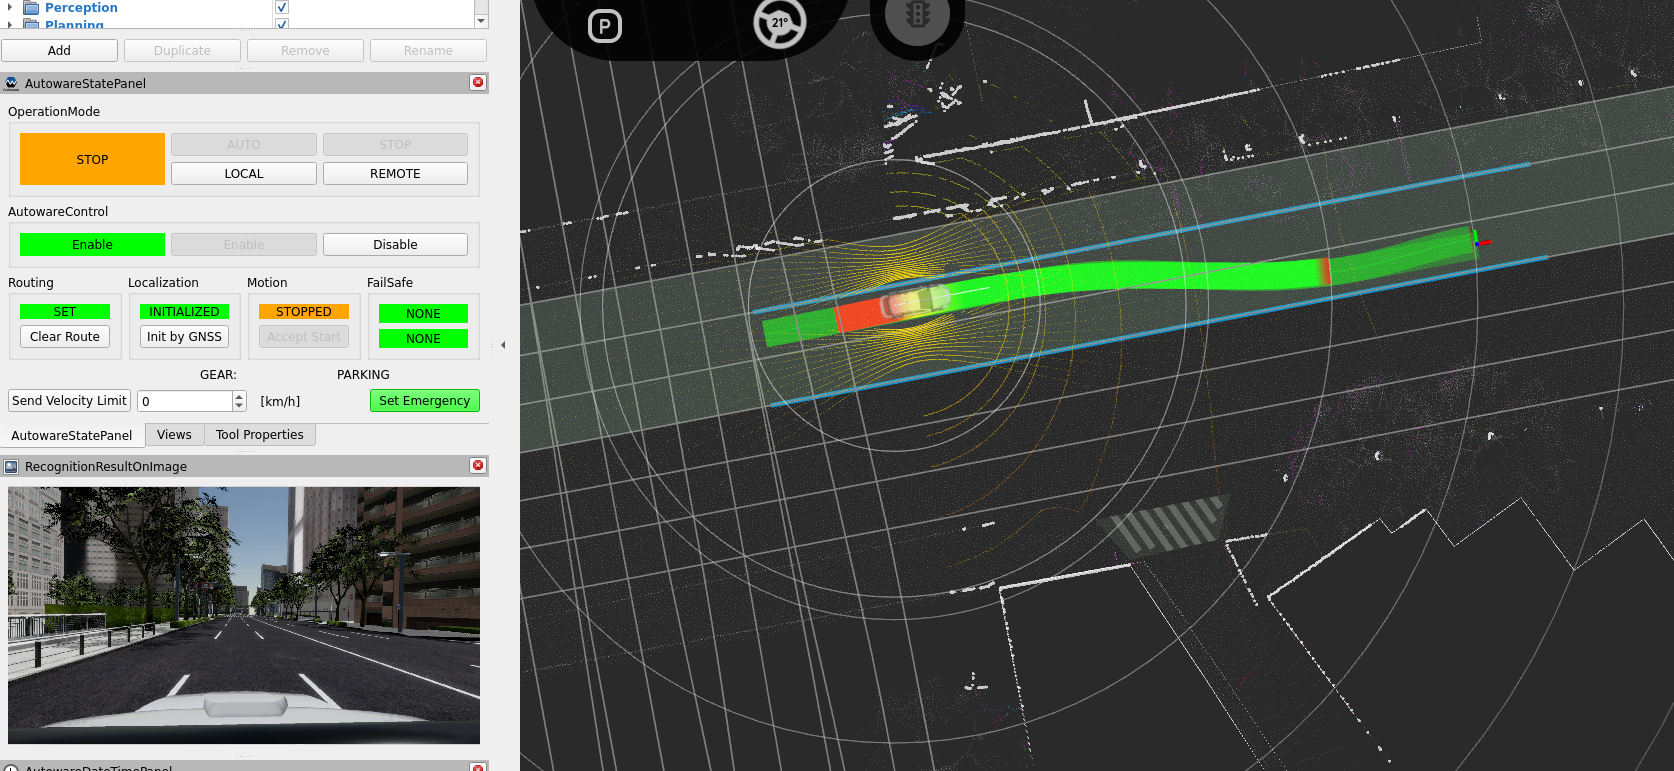 Perception
Planning
Add
Duplicate
Remove
Rename
AutowareStatePanel
OperationMode
STOP
AUTO
STOP
LOCAL
REMOTE
AutowareControl
Enable
Enable
Disable
Routing
Localization
Motion
FailSafe
SET
INITIALIZED
STOPPED
NONE
Clear Route
Init by GNSS
Accept Start
NONE
GEAR:
PARKING
Send Velocity Limit
0
[km/h]
Set Emergency
AutowareStatePanel
Views
Tool Properties
RecognitionResultOnImage
AutowareDateTimePanel
P
21°